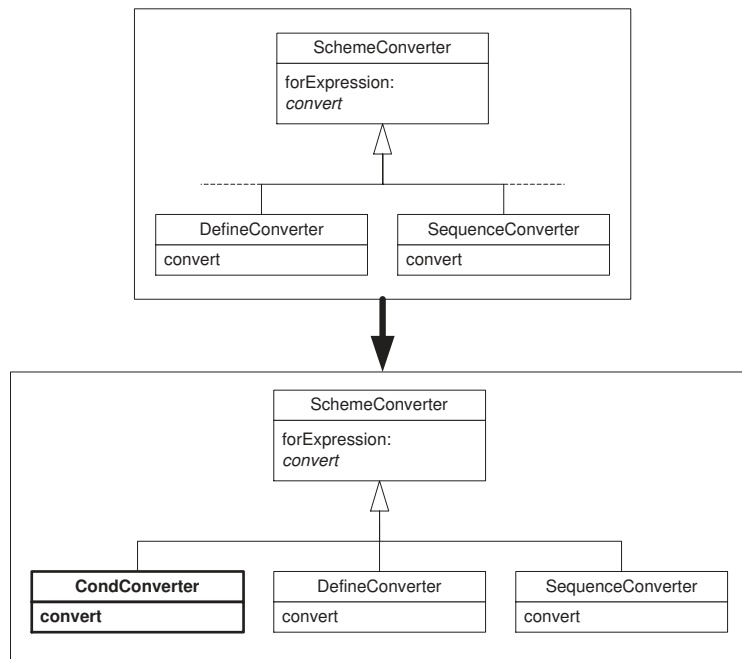 SchemeConverter
forExpression:
convert
DefineConverter
convert
SequenceConverter
convert
SchemeConverter
forExpression:
convert
CondConverter
convert
DefineConverter
convert
SequenceConverter
convert